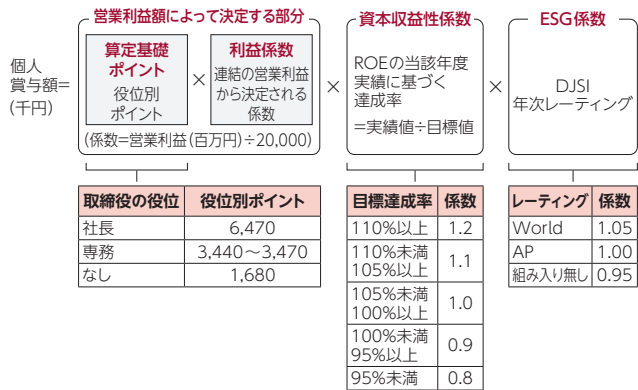 営業利益額によって決定する部分
資本収益性係数
ESG係数
個人
賞与額=
(千円)
算定基礎
ポイント
役位別
ポイント
×
利益係数
連結の営業利益
から決定される
係数
(係数=営業利益(百万円)÷20,000)
×
ROEの当該年度
実績に基づく
達成率
=実績値÷目標値
×
DJSI
年次レーティング
取締役の役位 役位別ポイント
社長 6,470
専務 3,440～3,470
なし 1,680
目標達成率 係数
110%以上 1.2
110%未満
105%以上 1.1
105%未満
100%以上 1.0
100%未満
95%以上 0.9
95%未満 0.8
レーティング 係数
World 1.05
AP 1.00
組み入り無し 0.95